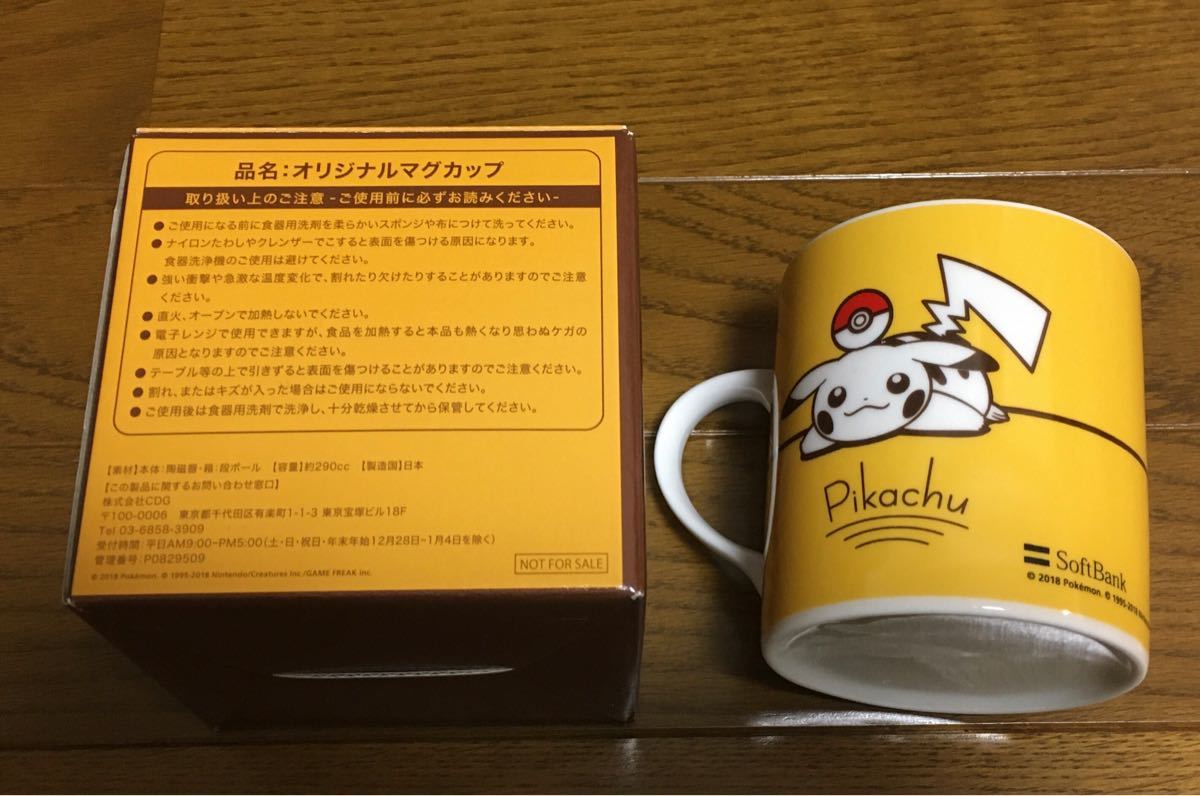 品名：オリジナルマグカップ
取り扱い上のご注意 -ご使用前に必ずお読みください-
● ご使用になる前に食器用洗剤を柔らかいスポンジや布につけて洗ってください。
● ナイロンたわしやクレンザーでこすると表面を傷つける原因になります。
食器洗浄機のご使用は避けてください。
● 強い衝撃や急激な温度変化で、割れたり欠けたりすることがありますのでご注意
ください。
● 直火、オーブンで加熱しないでください。
● 電子レンジで使用できますが、食品を加熱すると本品も熱くなり思わぬケガの
原因となりますのでご注意ください。
● テーブル等の上で引きずると表面を傷つけることがありますのでご注意ください。
● 割れ、またはキズが入った場合はご使用にならないでください。
● ご使用後は食器用洗剤で洗浄し、十分乾燥させてから保管してください。
【素材】本体：陶磁器・箱：段ボール 【容量】約290cc 【製造国】日本
【この製品に関するお問い合わせ窓口】
株式会社CDG
〒100-0006 東京都千代田区有楽町1-1-3 東京宝塚ビル18F
Tel 03-6858-3909
受付時間：平日AM9:00-PM5:00（土・日・祝日・年末年始12月28日-1月4日を除く）
管理番号：P0829509
NOT FOR SALE
© 2018 Pokémon. © 1995-2018 Nintendo/Creatures Inc./GAME FREAK inc.
Pikachu
SoftBank
© 2018 Pokémon. © 1995-2018